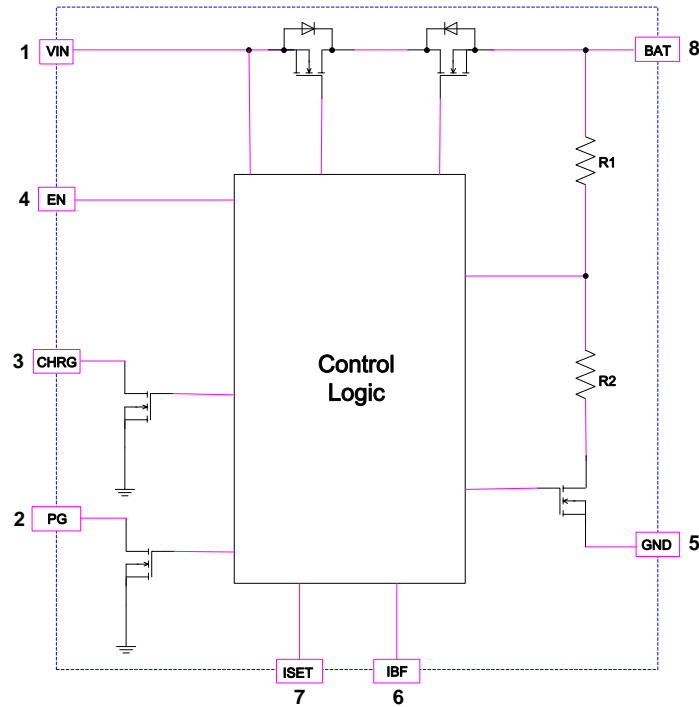 1 VIN
BAT 8
R1
4 EN
3 CHRG
Control
Logic
R2
2 PG
GND 5
ISET
IBF
7
6